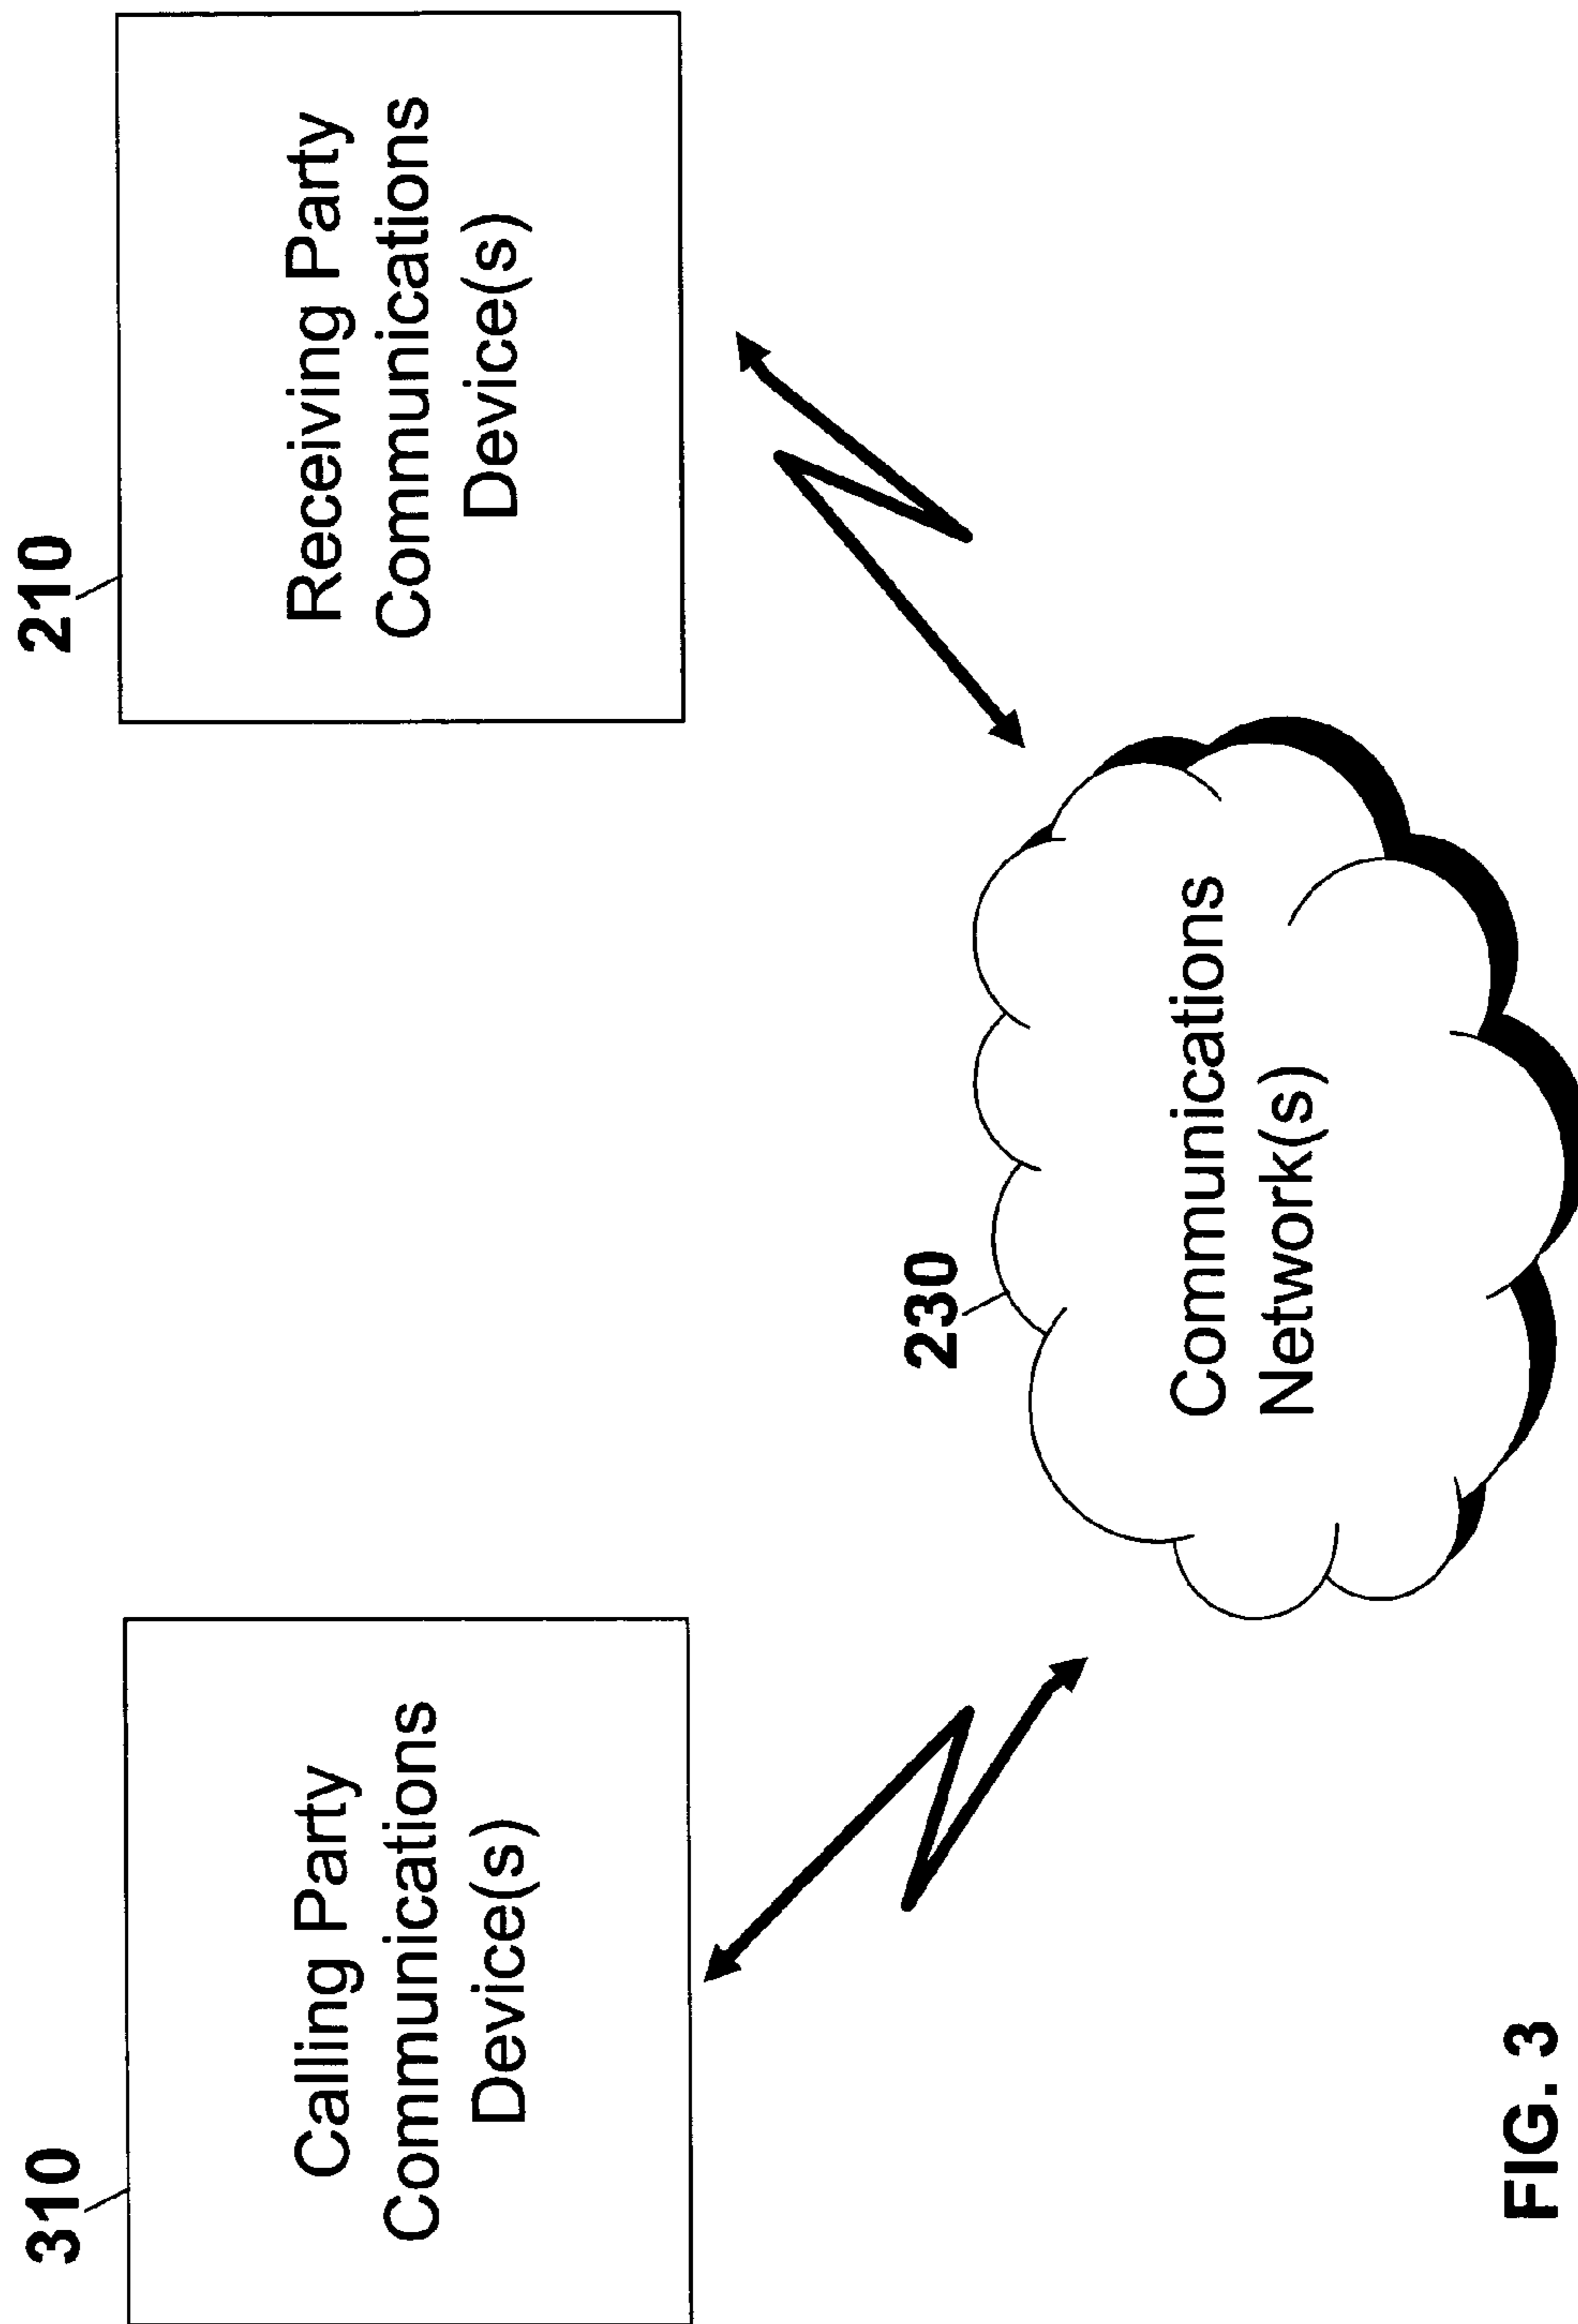 310
Calling Party
Communications
Device(s)
210
Receiving Party
Communications
Device(s)
230
Communications
Network(s)
FIG. 3